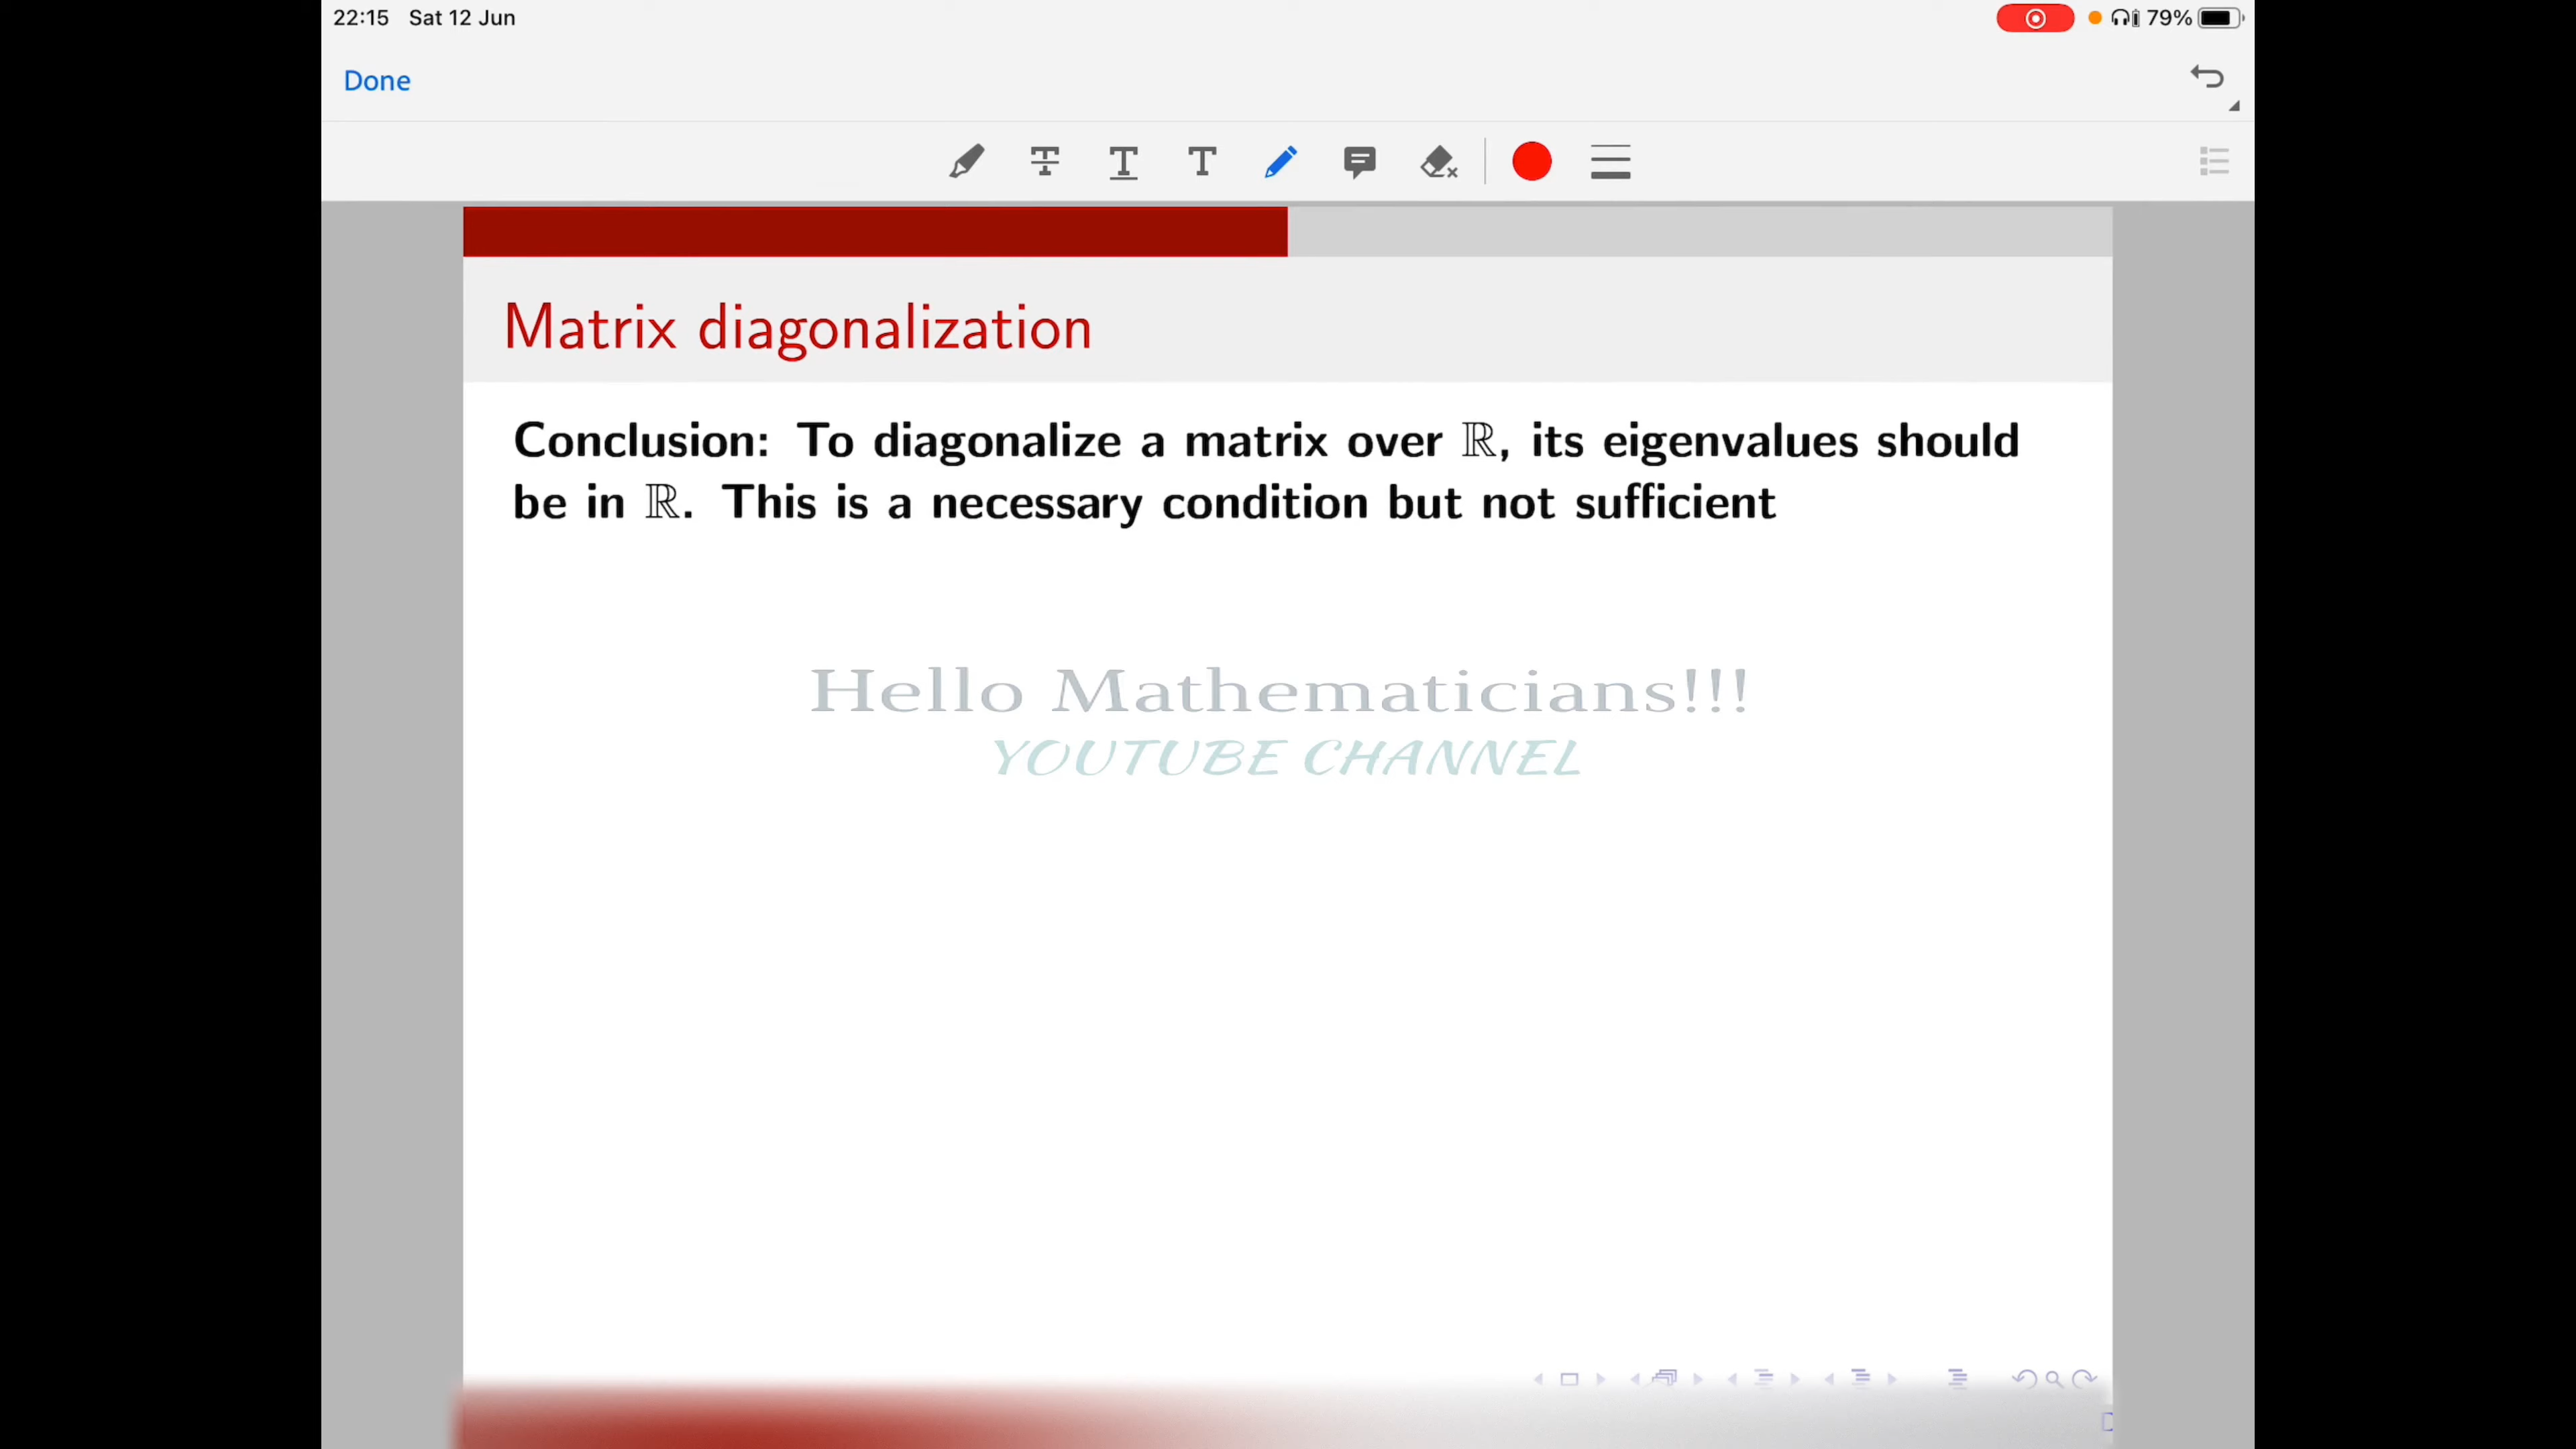 22:15 Sat 12 Jun
79%
Done
Matrix diagonalization
Conclusion: To diagonalize a matrix over ℝ, its eigenvalues should
be in ℝ. This is a necessary condition but not sufficient
Hello Mathematicians!!!
YOUTUBE CHANNEL